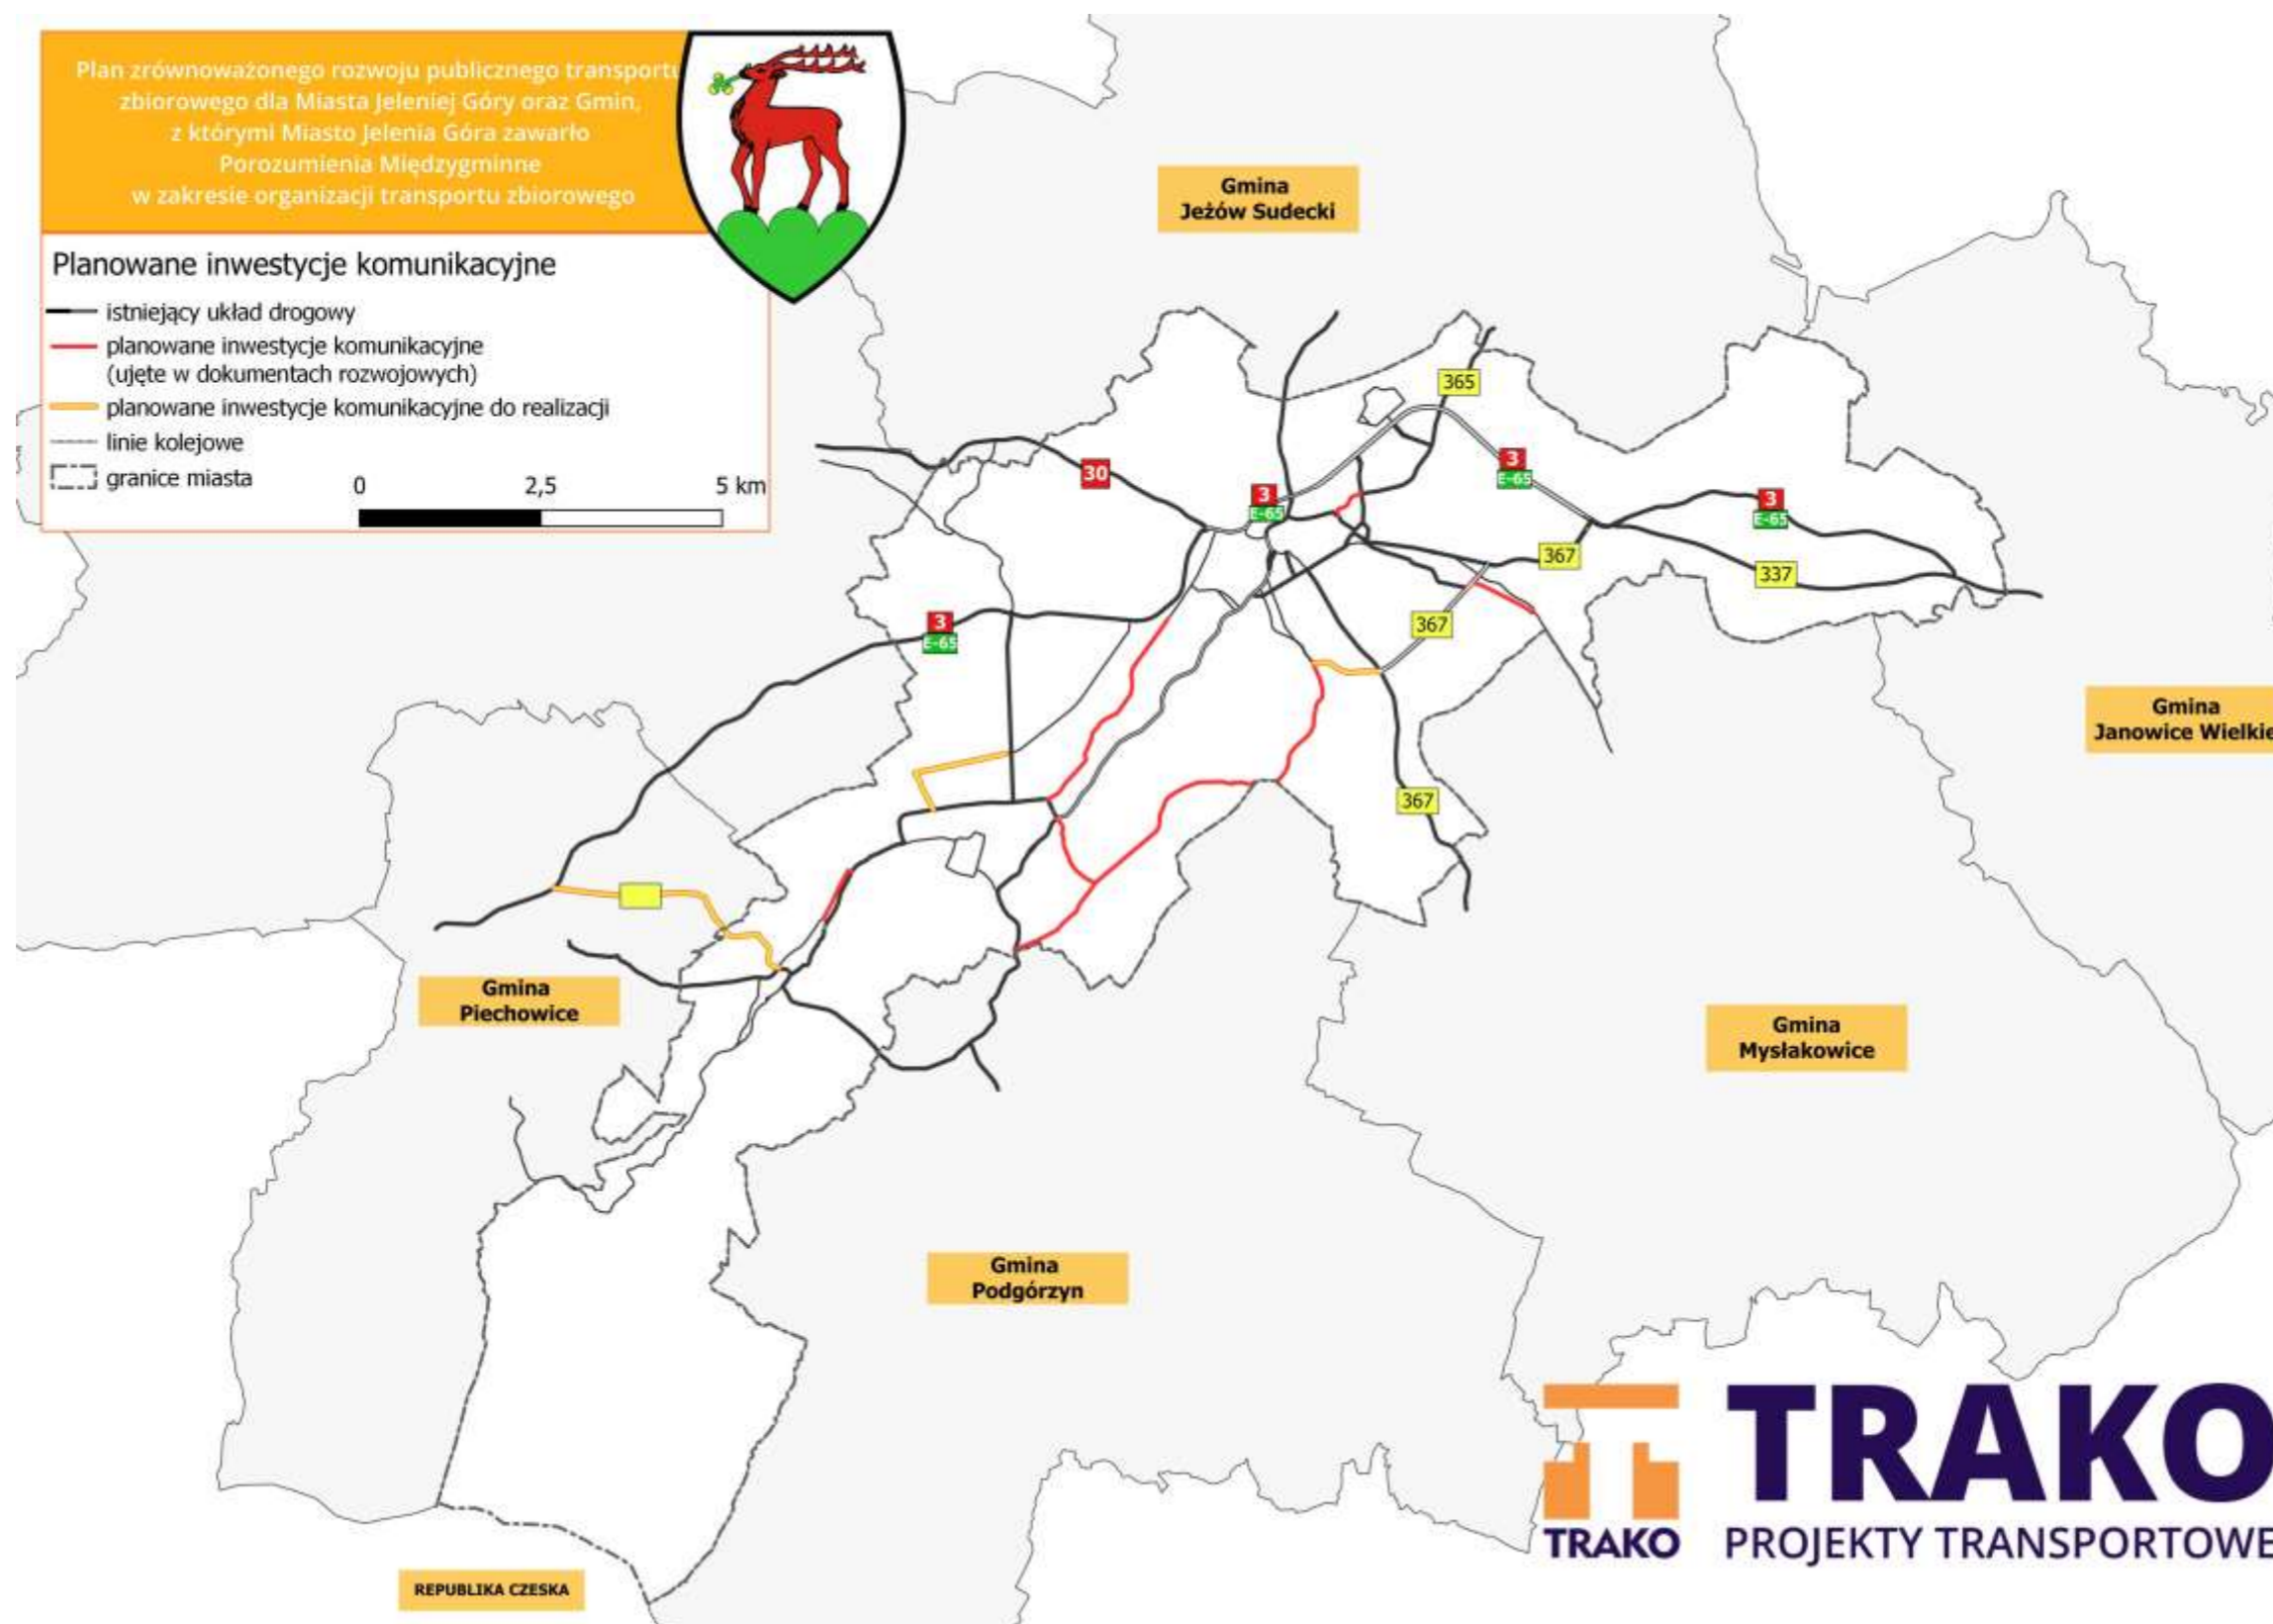 Plan zrównoważonego rozwoju publicznego transportu
zbiorowego dla Miasta Jeleniej Góry oraz Gmin,
z którymi Miasto Jelenia Góra zawarło
Porozumienia Międzygminne
w zakresie organizacji transportu zbiorowego
Planowane inwestycje komunikacyjne
istniejący układ drogowy
planowane inwestycje komunikacyjne
(ujęte w dokumentach rozwojowych)
planowane inwestycje komunikacyjne do realizacji
linie kolejowe
granice miasta
0 2,5 5 km
Gmina
Jeżów Sudecki
365
30
3
E-65
3
E-65
3
E-65
367
337
3
E-65
367
Gmina
Janowice Wielkie
367
Gmina
Piechowice
Gmina
Mysłakowice
Gmina
Podgórzyn
REPUBLIKA CZESKA
TRAKO
TRAKO
PROJEKTY TRANSPORTOWE